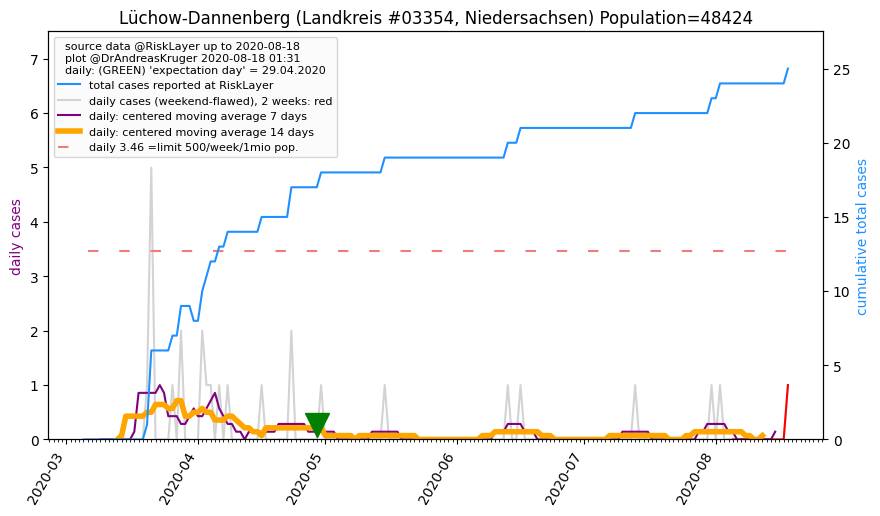 Lüchow-Dannenberg (Landkreis #03354, Niedersachsen) Population=48424
source data @RiskLayer up to 2020-08-18
plot @DrAndreasKruger 2020-08-18 01:31
daily: (GREEN) 'expectation day' = 29.04.2020
total cases reported at RiskLayer
daily cases (weekend-flawed), 2 weeks: red
daily: centered moving average 7 days
daily: centered moving average 14 days
daily 3.46 =limit 500/week/1mio pop.
daily cases
7
6
5
4
3
2
1
0
cumulative total cases
25
20
15
10
5
0
2020-03
2020-04
2020-05
2020-06
2020-07
2020-08